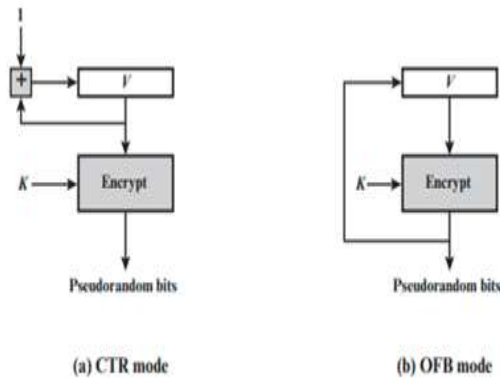 1
+
V
K
Encrypt
Pseudorandom bits
(a) CTR mode
V
K
Encrypt
Pseudorandom bits
(b) OFB mode